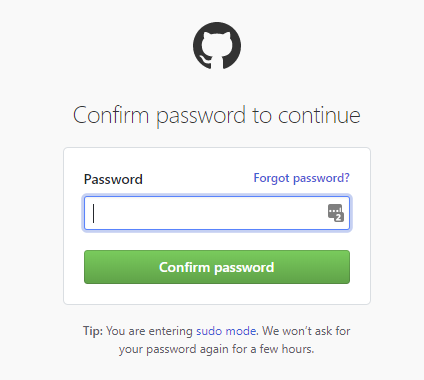 Confirm password to continue
Password
Forgot password?
2
Confirm password
Tip: You are entering sudo mode. We won't ask for
your password again for a few hours.